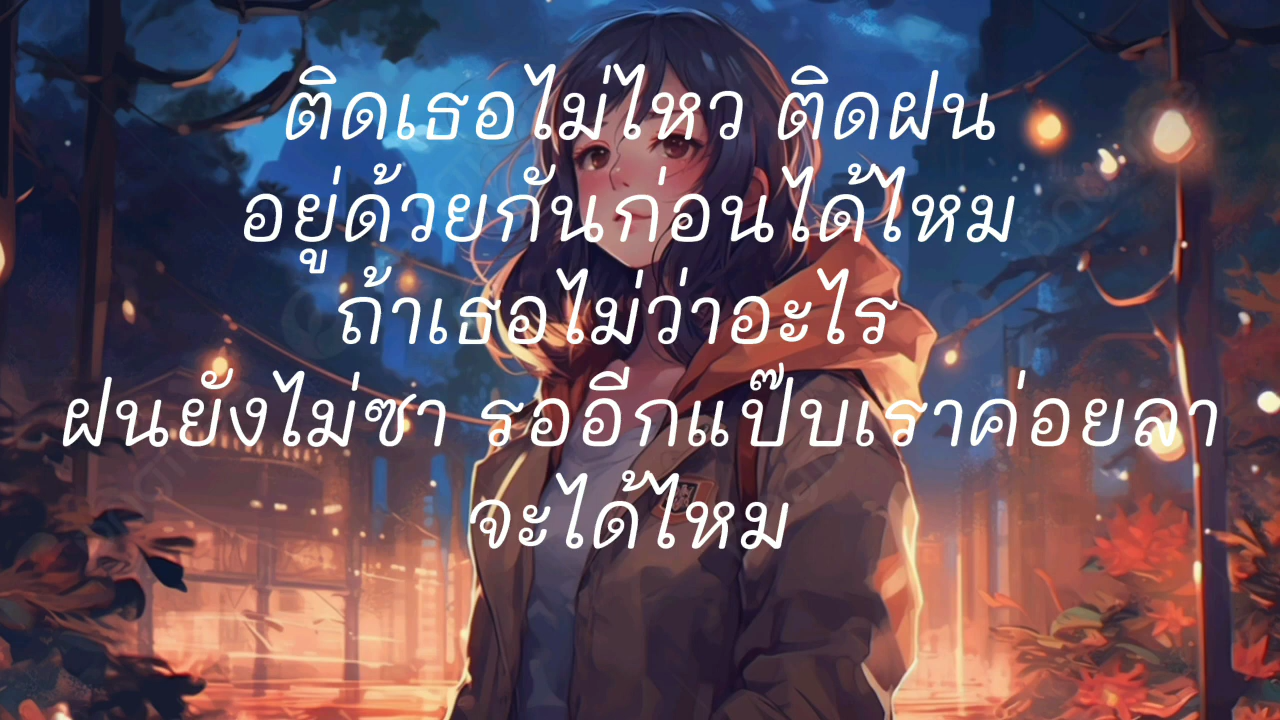 ติดเธอไม่ไหว ติดฝน
อยู่ด้วยกันก่อนได้ไหม
ถ้าเธอไม่ว่าอะไร
ฝนยังไม่ซา รออีกแป๊บเราค่อยลา
จะได้ไหม